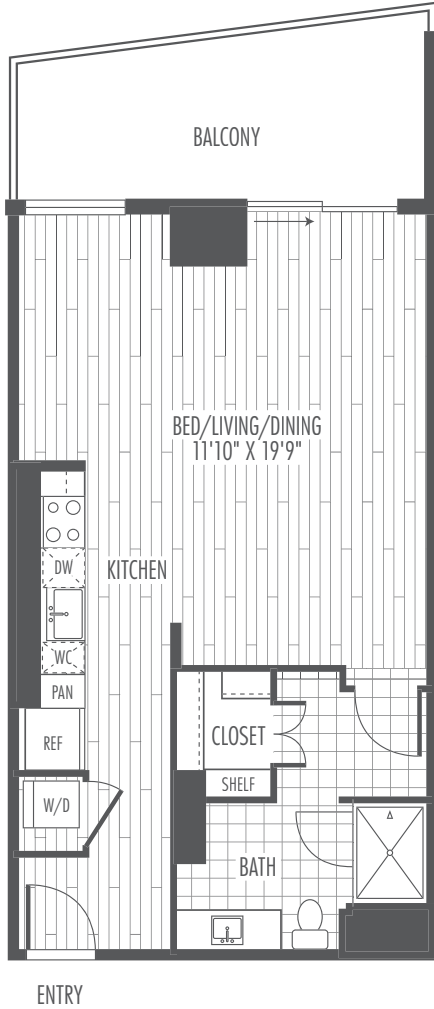 BALCONY
BED/LIVING/DINING
11'10" X 19'9"
DW
KITCHEN
WC
PAN
REF
CLOSET
SHELF
W/D
BATH
ENTRY